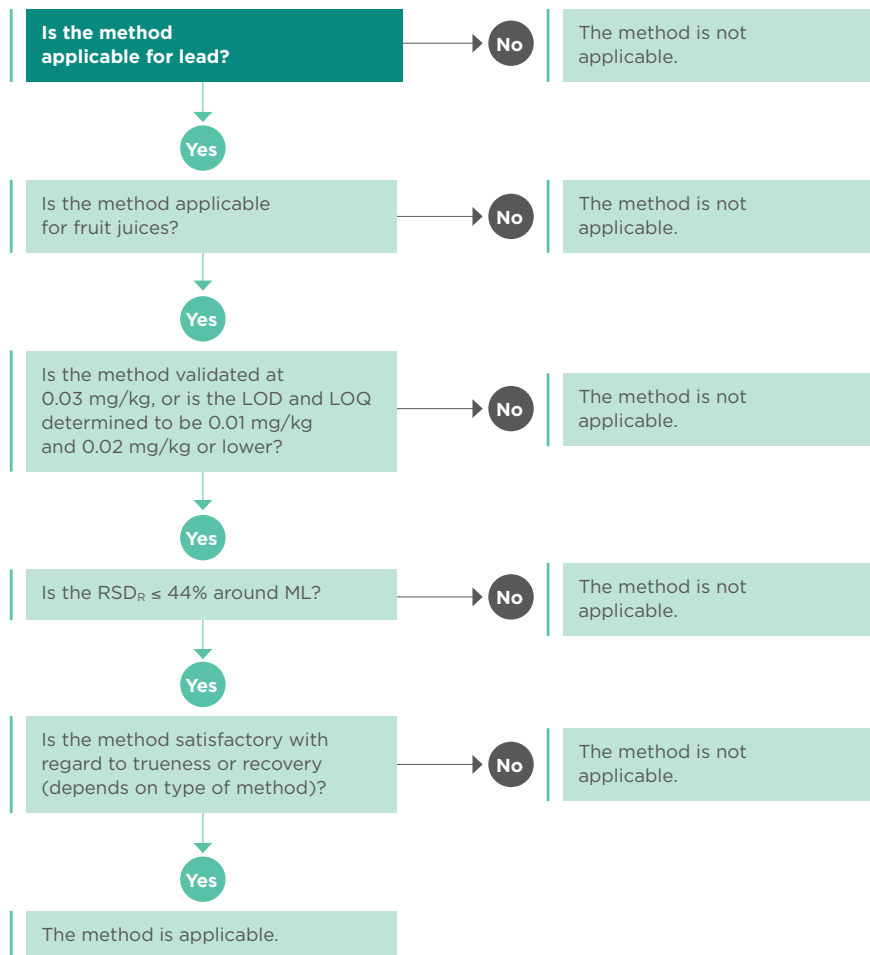 Is the method
applicable for lead?
No
The method is not
applicable.
Yes
Is the method applicable
for fruit juices?
No
The method is not
applicable.
Yes
Is the method validated at
0.03 mg/kg, or is the LOD and LOQ
determined to be 0.01 mg/kg
and 0.02 mg/kg or lower?
No
The method is not
applicable.
Yes
Is the RSDR ≤ 44% around ML?
No
The method is not
applicable.
Yes
Is the method satisfactory with
regard to trueness or recovery
(depends on type of method)?
No
The method is not
applicable.
Yes
The method is applicable.